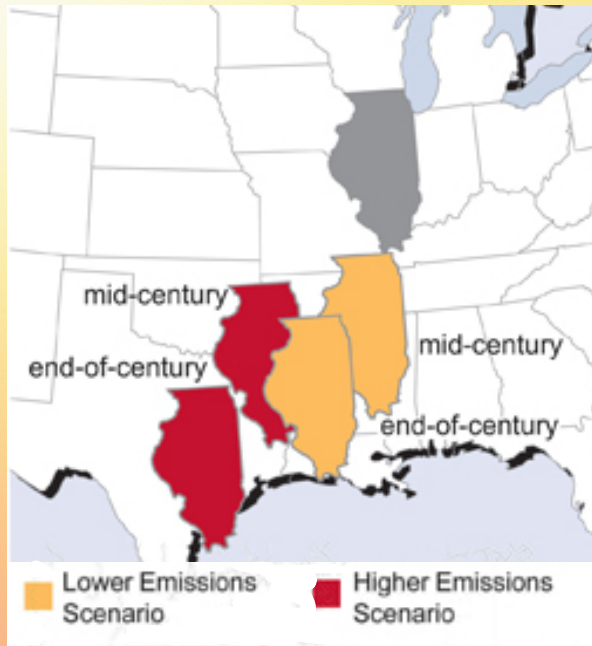 mid-century
end-of-century
mid-century
end-of-century
Lower Emissions
Scenario
Higher Emissions
Scenario